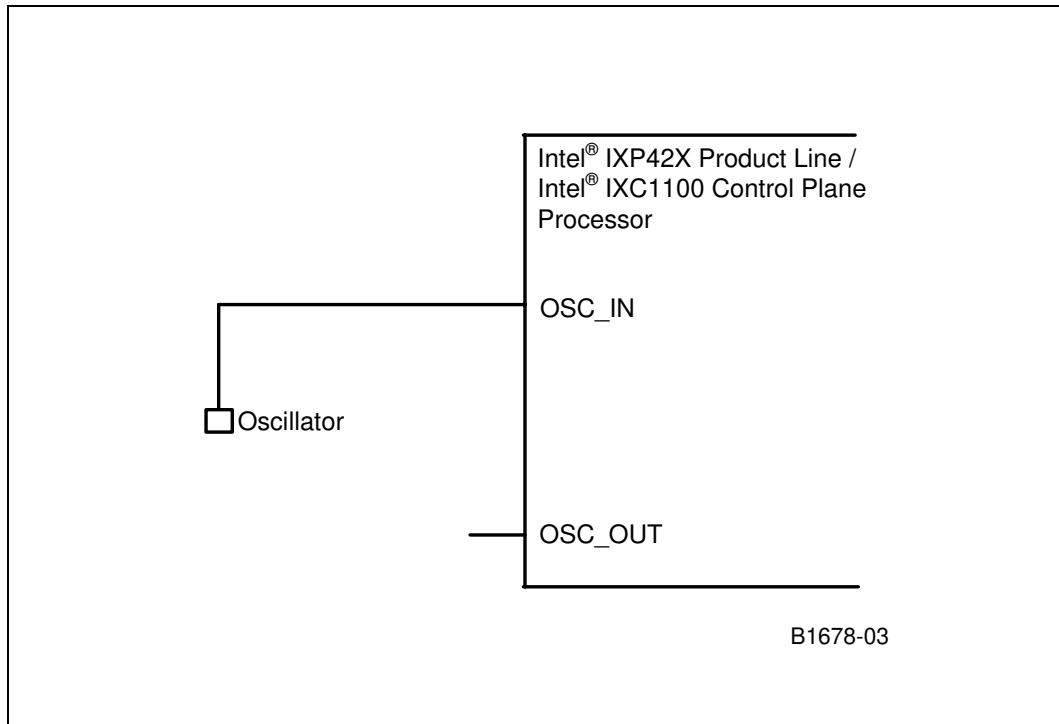 Intel® IXP42X Product Line /
Intel® IXC1100 Control Plane
Processor
OSC_IN
Oscillator
OSC_OUT
B1678-03